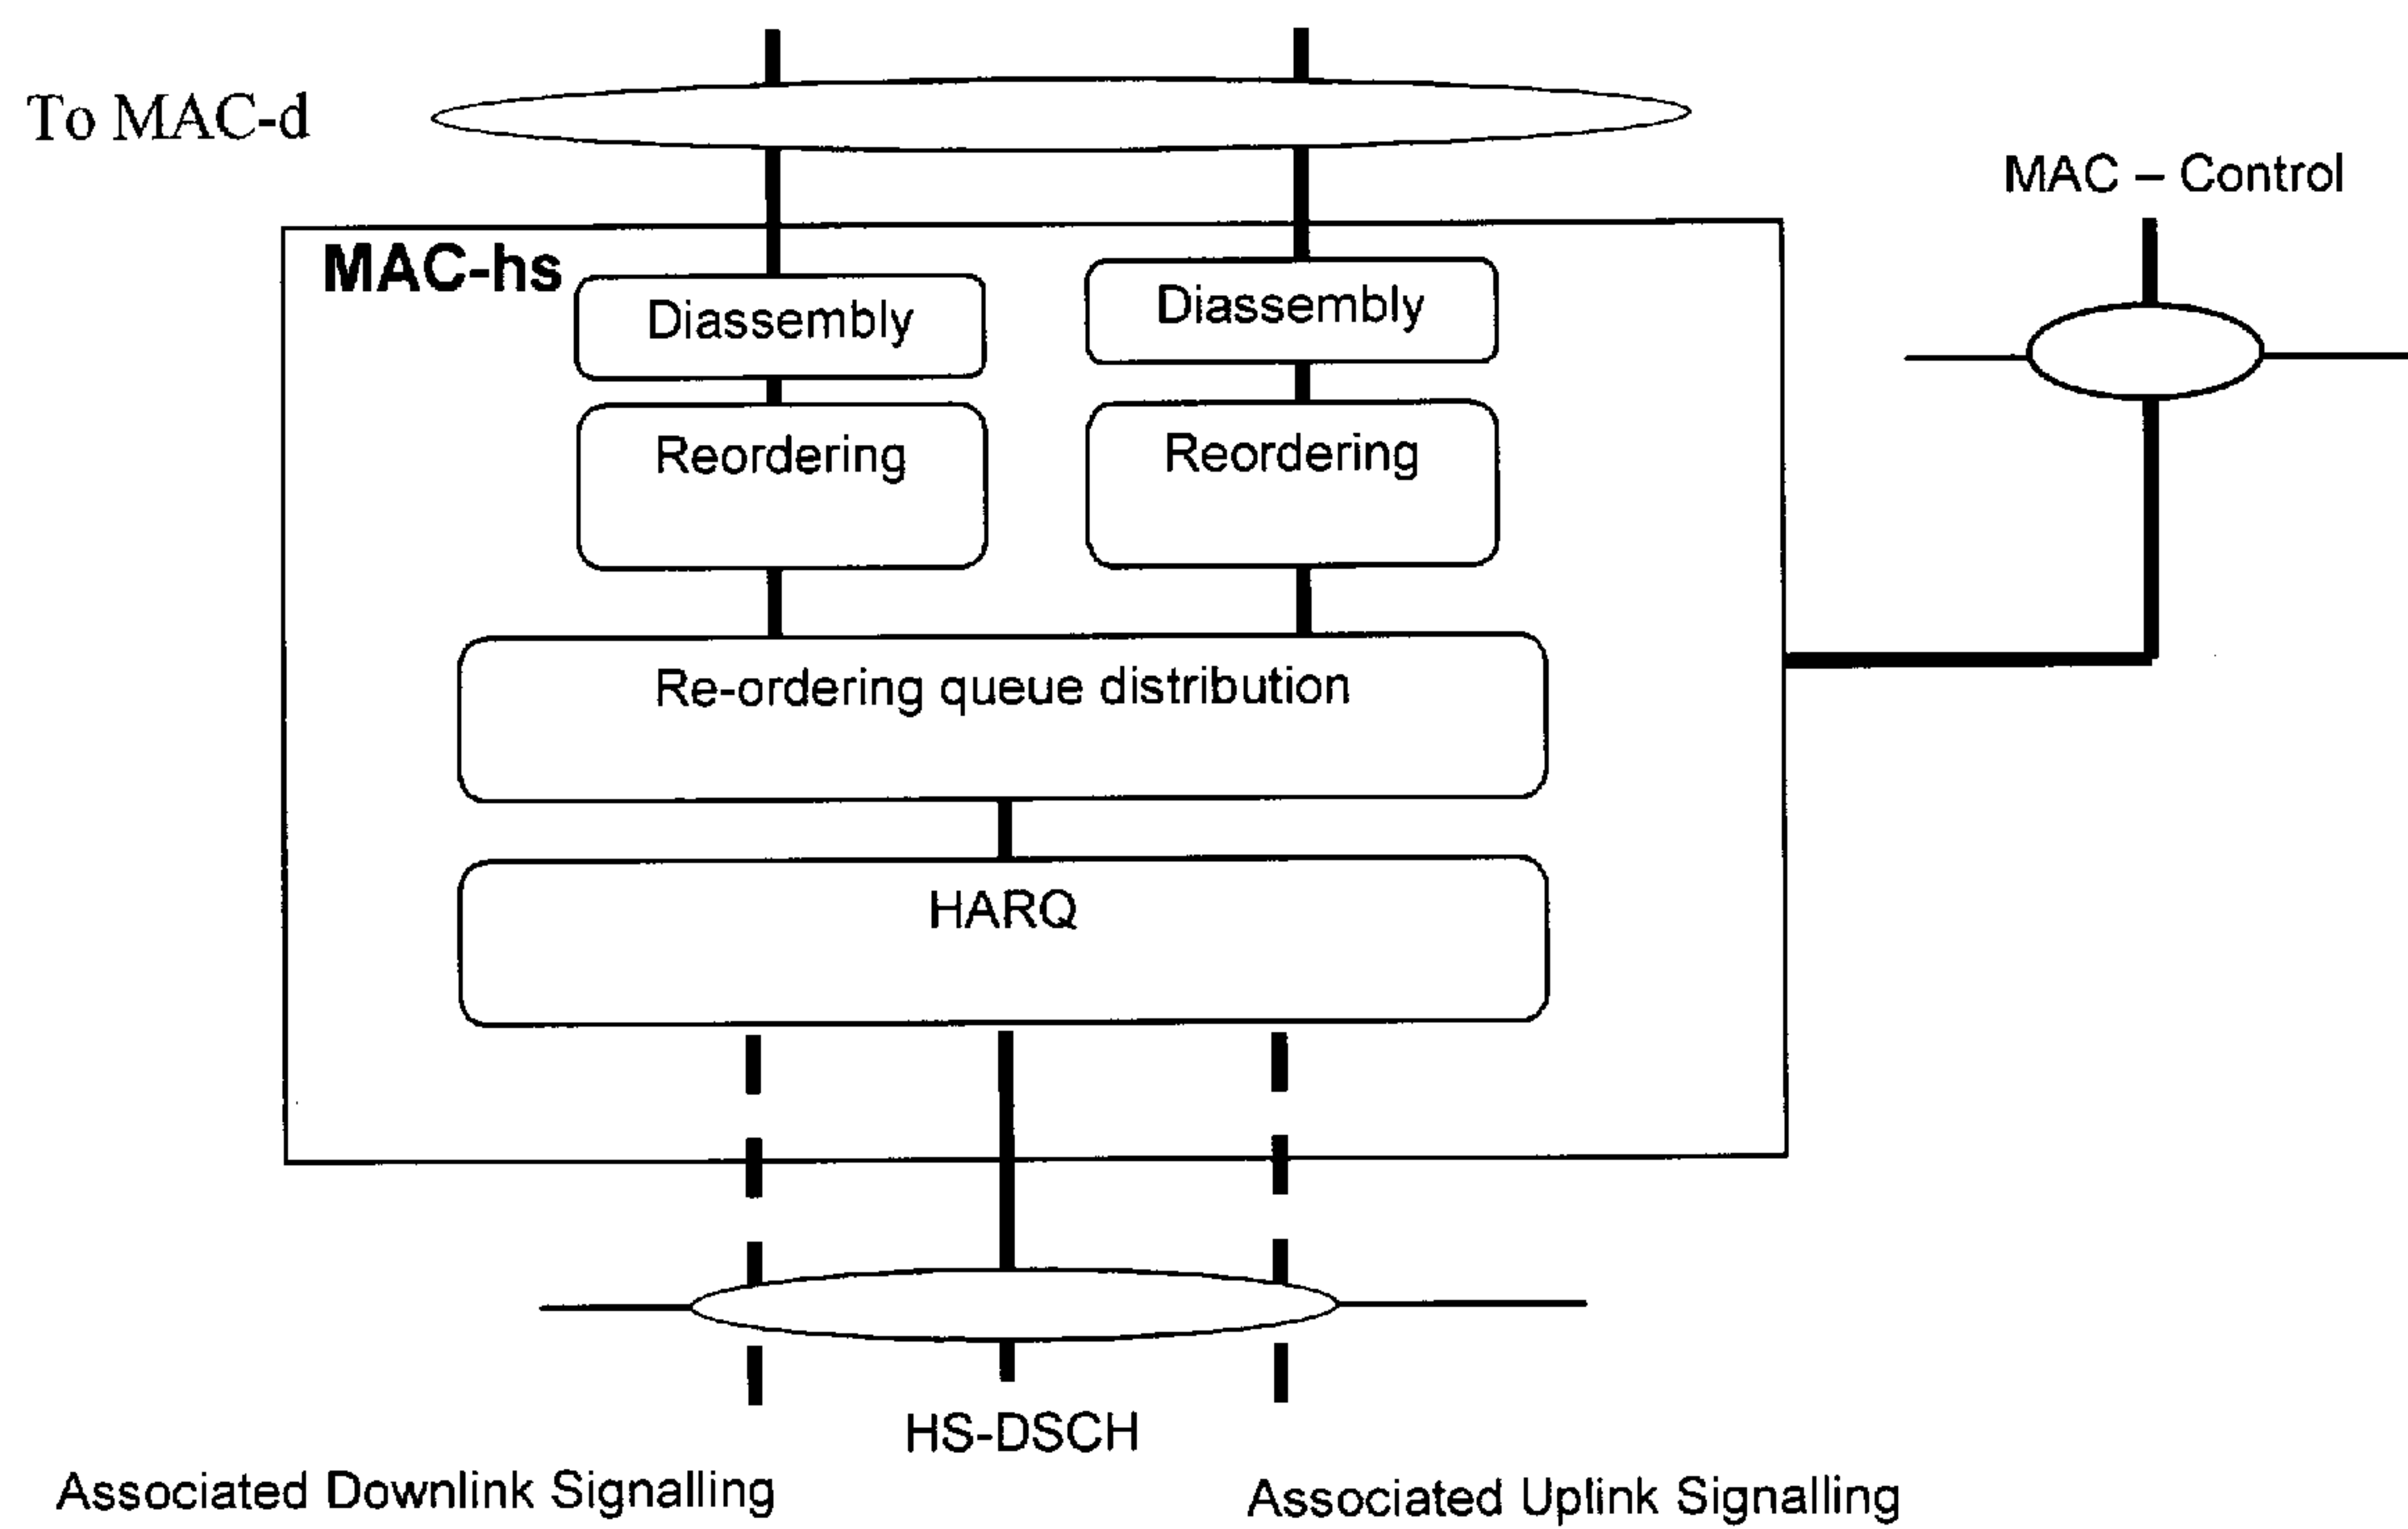 To MAC-d
MAC – Control
MAC-hs
Diassembly
Diassembly
Reordering
Reordering
Re-ordering queue distribution
HARQ
HS-DSCH
Associated Downlink Signalling
Associated Uplink Signalling